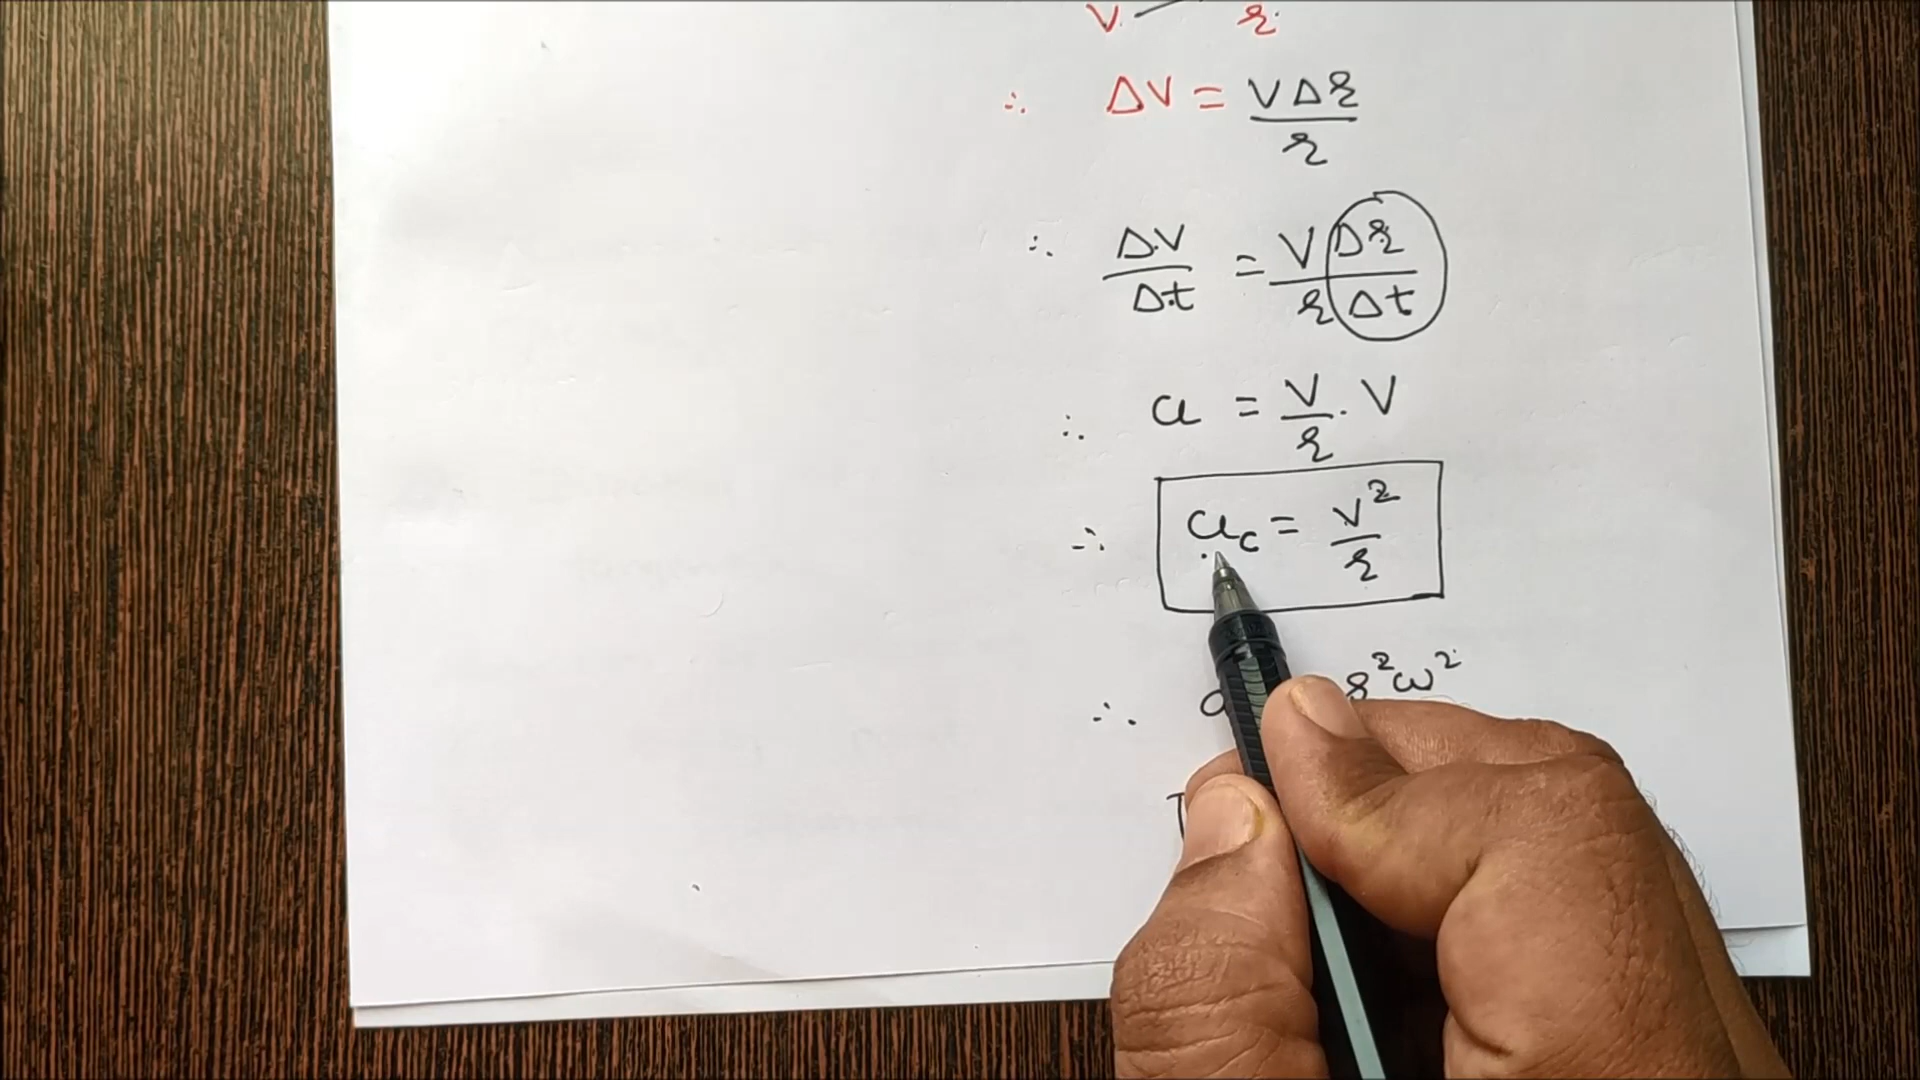 V r
∴ ΔV = VΔr / r
∴ ΔV / Δt = V Δr / r Δt
∴ a = V / r . V
∴ a_c = v² / r
∴ r²ω²